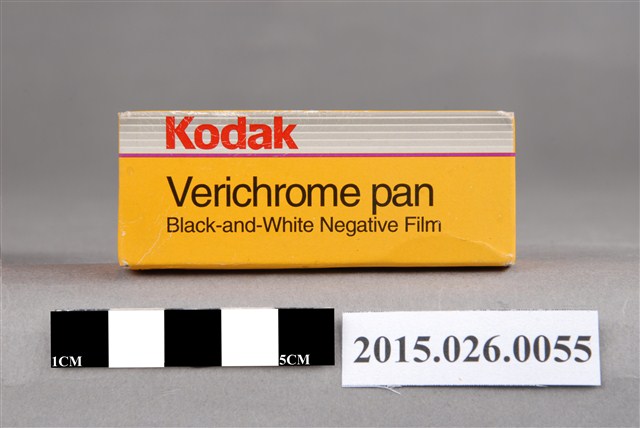 Kodak
Verichrome pan
Black-and-White Negative Film
1CM 5CM
2015.026.0055